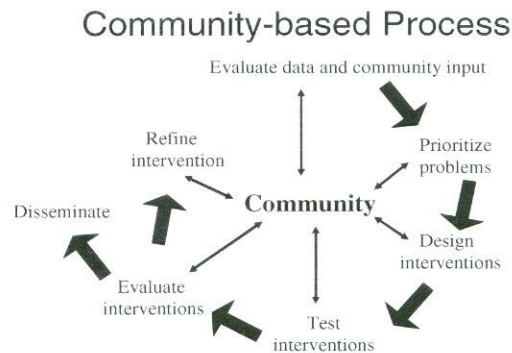 Community-based Process
Evaluate data and community input
Prioritize
problems
Design
interventions
Test
interventions
Evaluate
interventions
Disseminate
Refine
intervention
Community